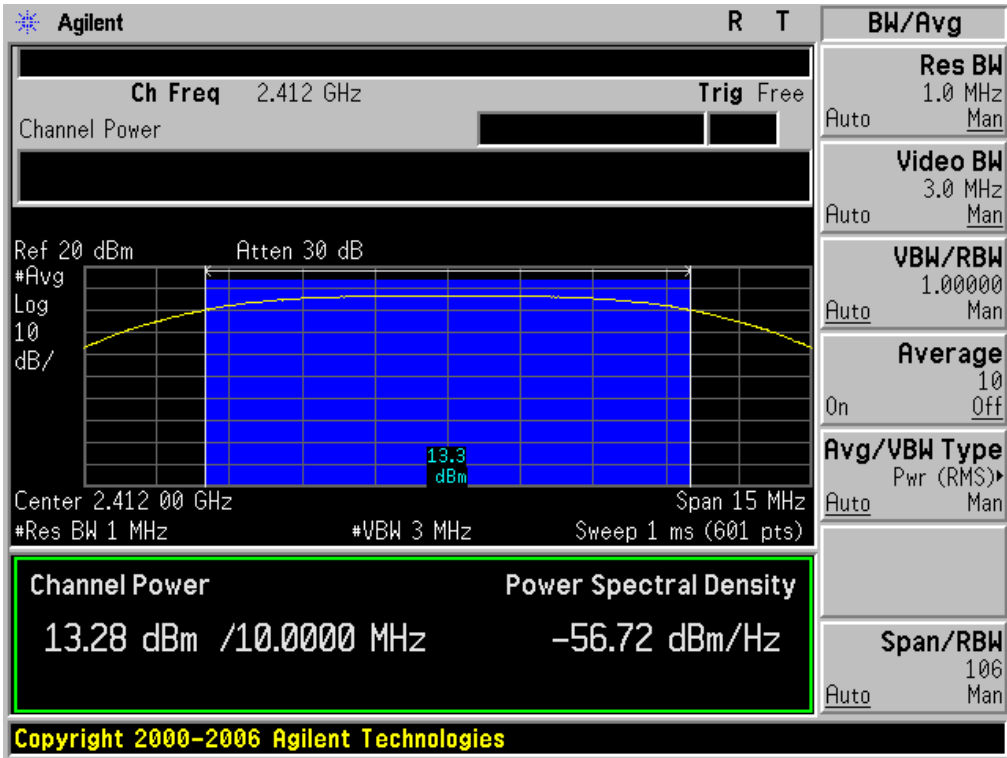 Agilent R T
Ch Freq 2.412 GHz Trig Free
Channel Power
Ref 20 dBm Atten 30 dB
#Avg
Log
10
dB/
13.3
dBm
Center 2.412 00 GHz Span 15 MHz
#Res BW 1 MHz #VBW 3 MHz Sweep 1 ms (601 pts)
Channel Power Power Spectral Density
13.28 dBm /10.0000 MHz -56.72 dBm/Hz
Copyright 2000-2006 Agilent Technologies
BW/Avg
Res BW
1.0 MHz
Auto Man
Video BW
3.0 MHz
Auto Man
VBW/RBW
1.00000
Auto Man
Average
10
On Off
Avg/VBW Type
Pwr (RMS)▸
Auto Man
Span/RBW
106
Auto Man